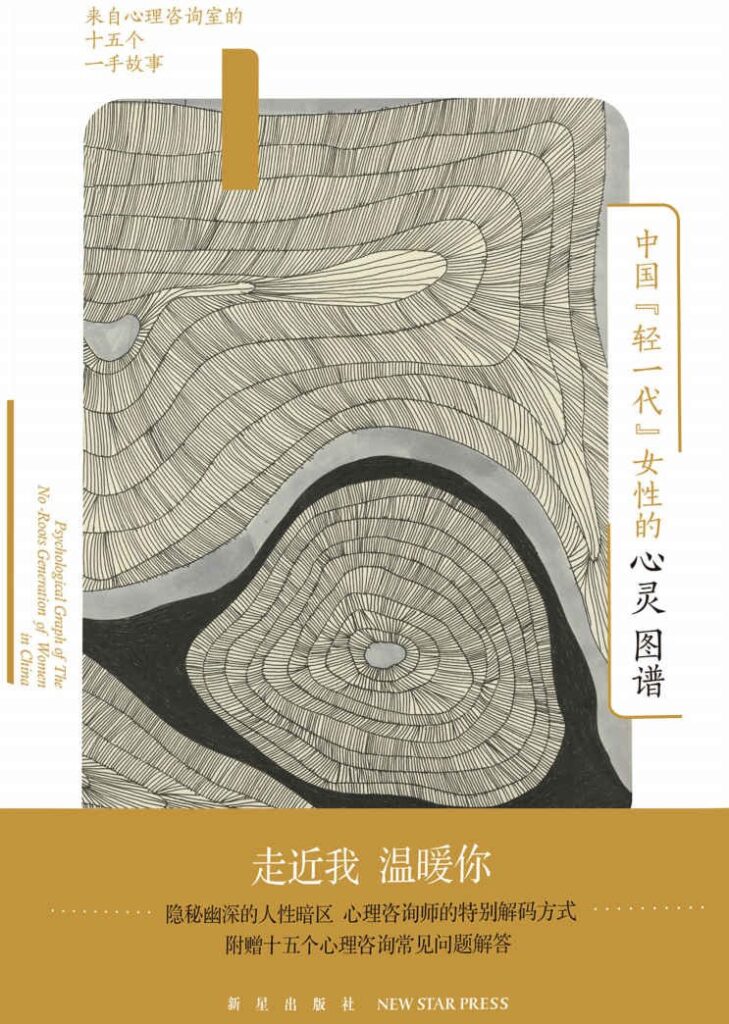 来自心理咨询室的
十五个
一手故事
中国『轻一代』女性的心灵图谱
Psychological Graph of The
No-Roots Generation of Women
in China
走近我 温暖你
隐秘幽深的人性暗区 心理咨询师的特别解码方式
附赠十五个心理咨询常见问题解答
新星出版社 NEW STAR PRESS